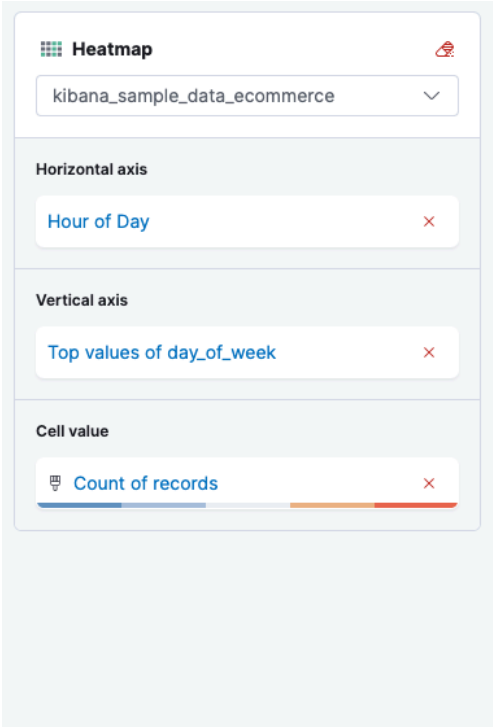 Heatmap
kibana_sample_data_ecommerce
Horizontal axis
Hour of Day
Vertical axis
Top values of day_of_week
Cell value
Count of records